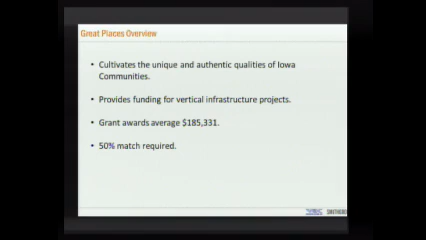 Great Places Overview
• Cultivates the unique and authentic qualities of Iowa
Communities.
• Provides funding for vertical infrastructure projects.
• Grant awards average $185,331.
• 50% match required.